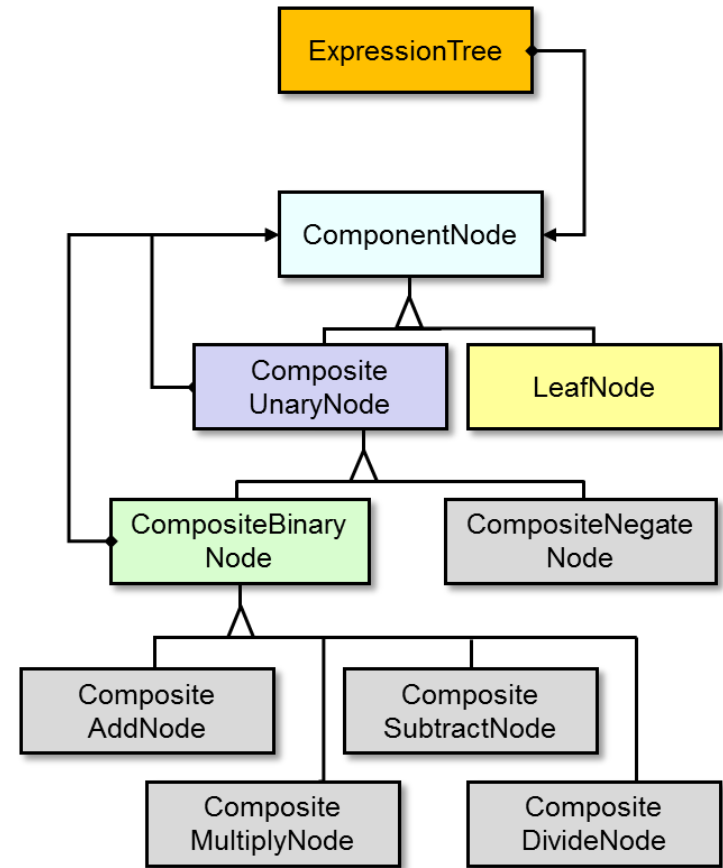 ExpressionTree
ComponentNode
Composite
UnaryNode
LeafNode
CompositeBinary
Node
CompositeNegate
Node
Composite
AddNode
Composite
SubtractNode
Composite
MultiplyNode
Composite
DivideNode